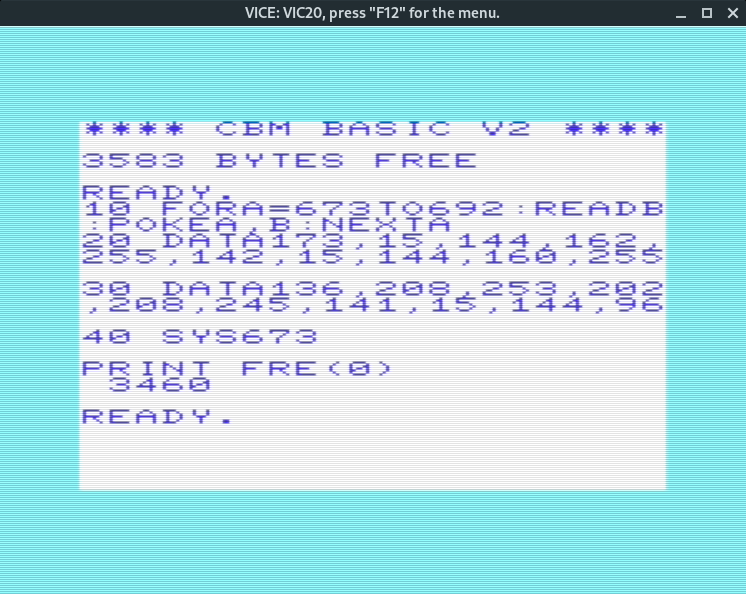 VICE: VIC20, press "F12" for the menu.
**** CBM BASIC V2 ****
3583 BYTES FREE
READY.
10 FORA=673TO692:READB
:POKEA,B:NEXTA
20 DATA173,15,144,162,
255,142,15,144,160,255
30 DATA136,208,253,202
,208,245,141,15,144,96
40 SYS673
PRINT FRE(0)
3460
READY.